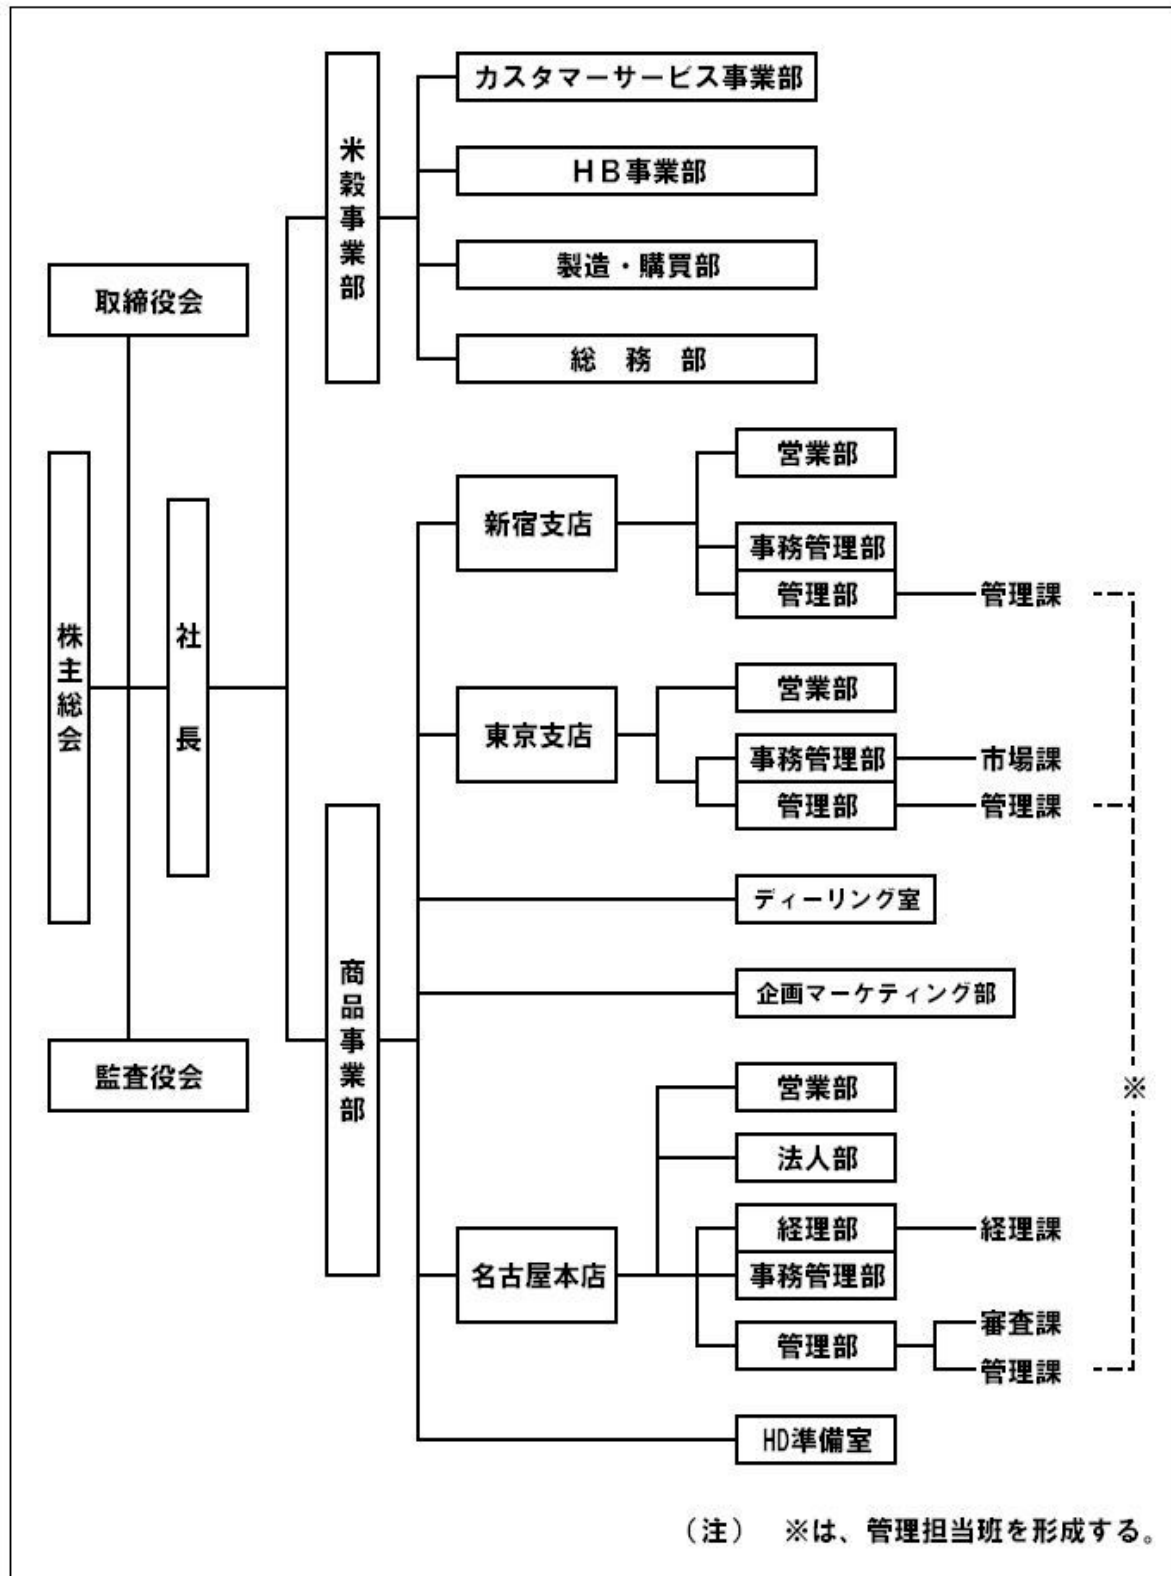 取締役会
株主総会
監査役会
社長
米穀事業部
カスタマーサービス事業部
ＨＢ事業部
製造・購買部
総　務　部
商品事業部
新宿支店
営業部
事務管理部
管理部
管理課
東京支店
営業部
事務管理部
市場課
管理部
管理課
ディーリング室
企画マーケティング部
名古屋本店
営業部
法人部
経理部
経理課
事務管理部
管理部
審査課
管理課
HD準備室
※
（注）　※は、管理担当班を形成する。